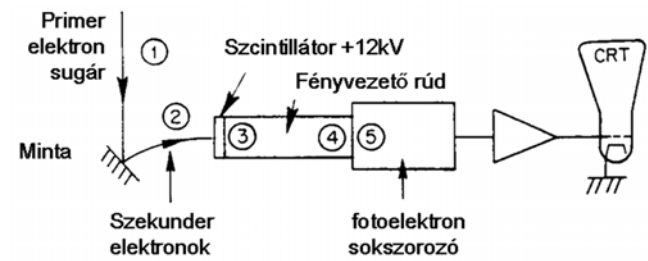 Primer
elektron
sugár
①
Szcintillátor +12kV
Fényvezető rúd
CRT
②
③
④
⑤
Minta
Szekunder
elektronok
fotoelektron
sokszorozó